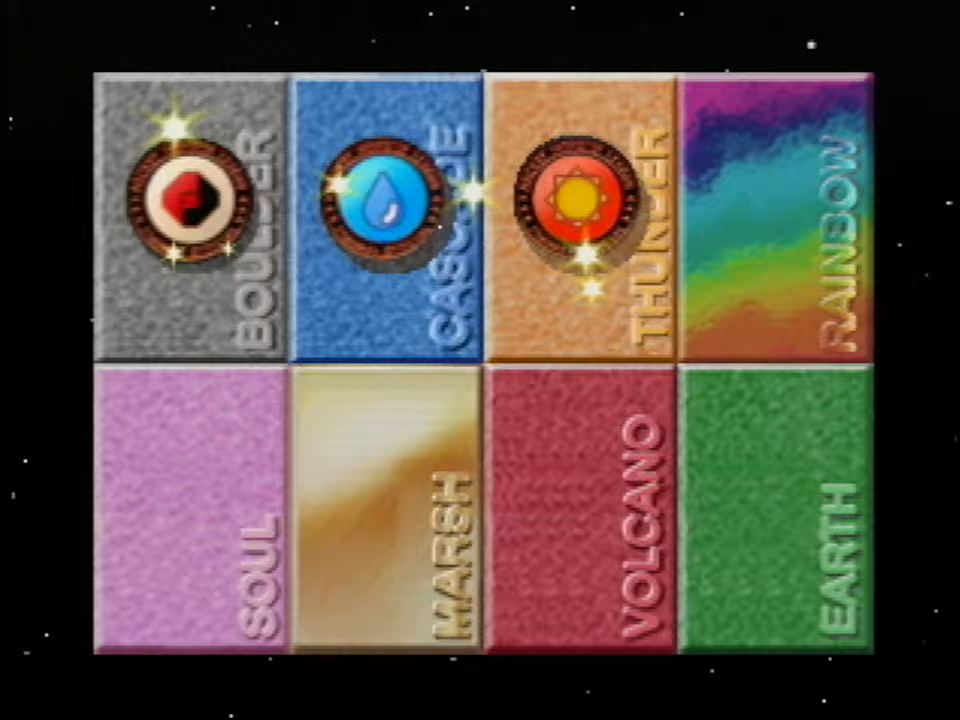 BOULDER
CASCADE
THUNDER
RAINBOW
SOUL
MARSH
VOLCANO
EARTH